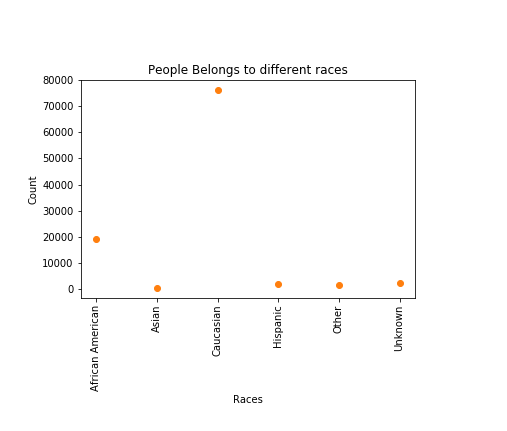 People Belongs to different races
80000
70000
60000
50000
40000
30000
20000
10000
0
Count
African American
Asian
Caucasian
Hispanic
Other
Unknown
Races